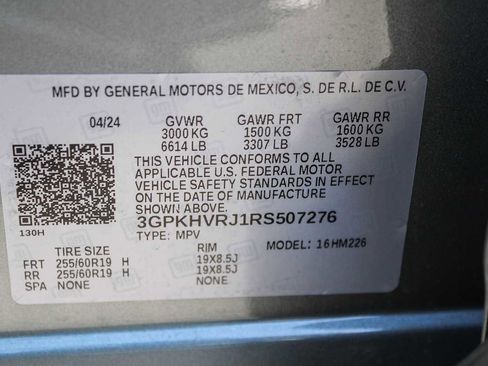 MFD BY GENERAL MOTORS DE MEXICO, S. DE R.L. DE C.V.
04/24 GVWR GAWR FRT GAWR RR
3000 KG 1500 KG 1600 KG
6614 LB 3307 LB 3528 LB
THIS VEHICLE CONFORMS TO ALL
APPLICABLE U.S. FEDERAL MOTOR
VEHICLE SAFETY STANDARDS IN EFFECT
ON THE DATE OF MANUFACTURE
SHOWN ABOVE.
3GPKHVRJ1RS507276
130H
TYPE: MPV MODEL: 16HM226
TIRE SIZE RIM
FRT 255/60R19 H 19X8.5J
RR 255/60R19 H 19X8.5J
SPA NONE NONE